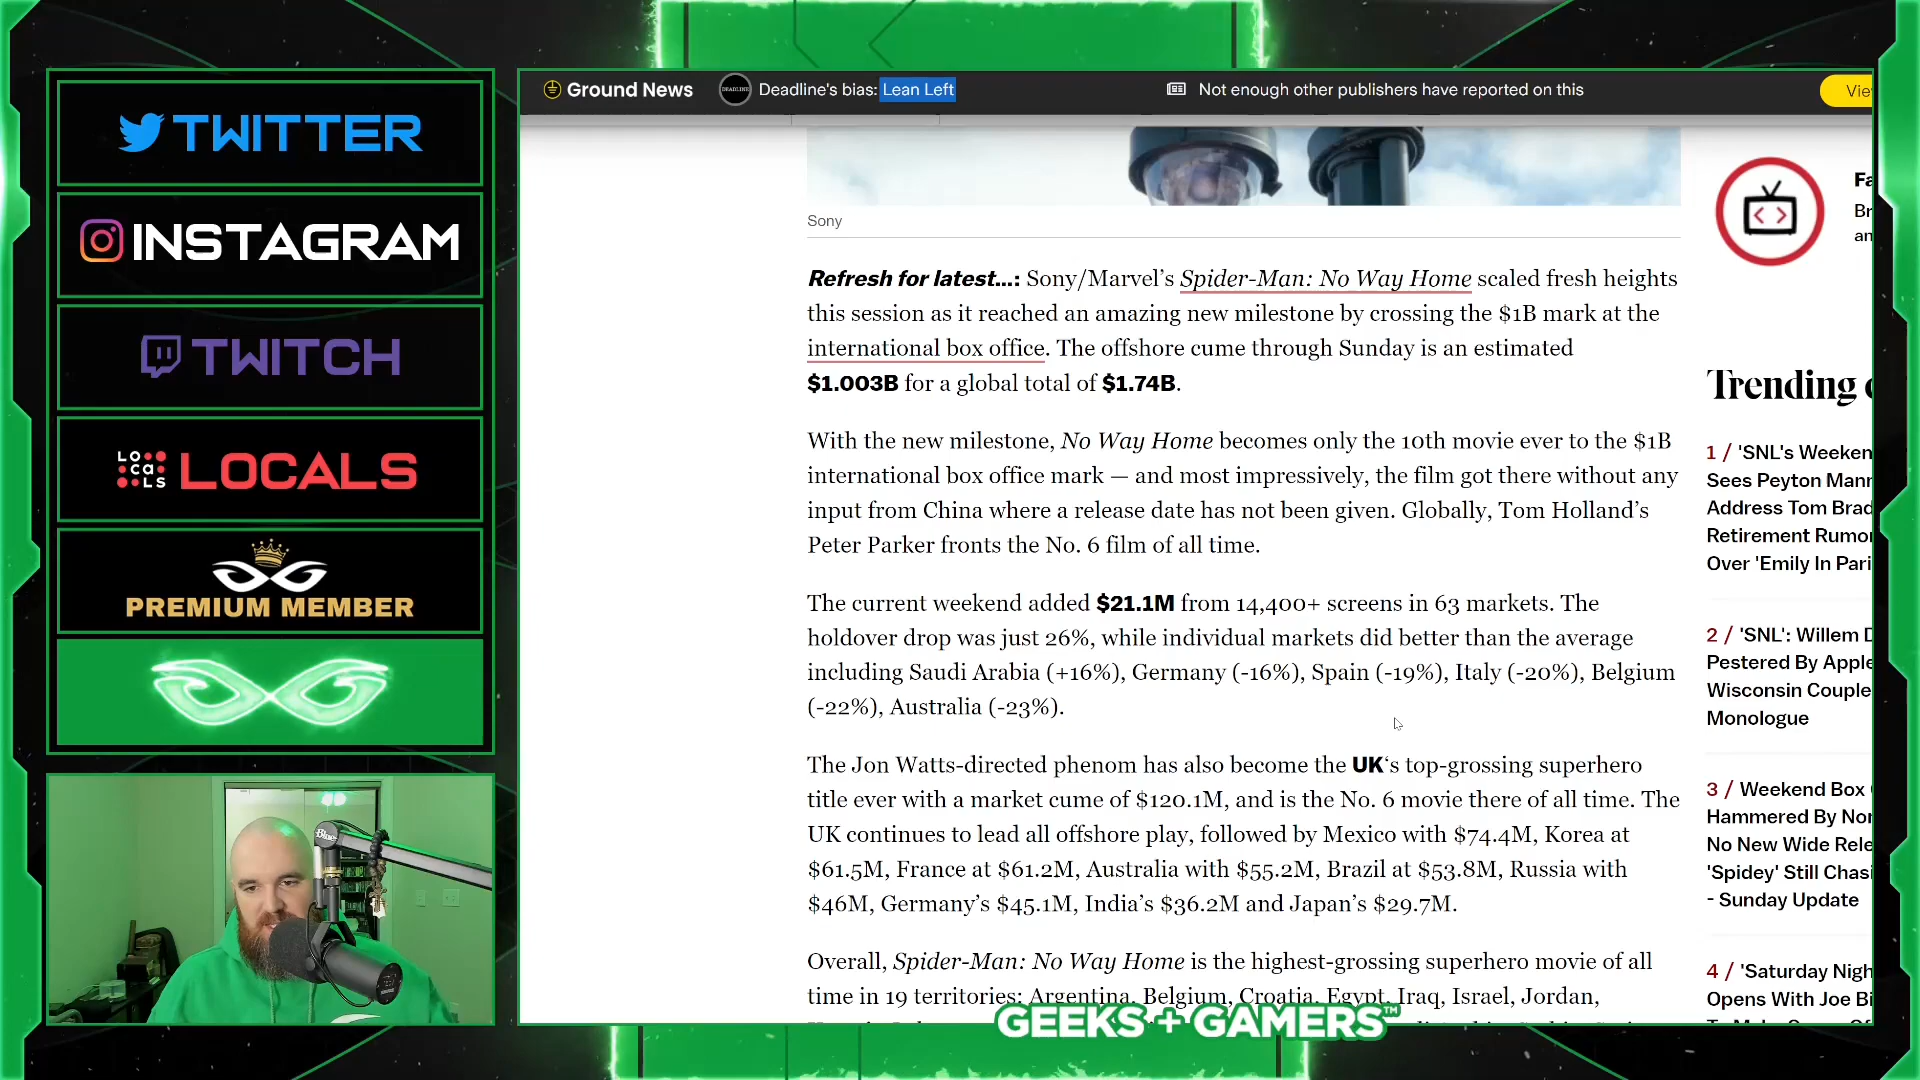 TWITTER
INSTAGRAM
TWITCH
LOCALS
LOCALS
PREMIUM MEMBER
Ground News
DEADLINE
Deadline's bias: Lean Left
Not enough other publishers have reported on this
Vie
Sony
Refresh for latest…: Sony/Marvel's Spider-Man: No Way Home scaled fresh heights
this session as it reached an amazing new milestone by crossing the $1B mark at the
international box office. The offshore cume through Sunday is an estimated
$1.003B for a global total of $1.74B.
With the new milestone, No Way Home becomes only the 10th movie ever to the $1B
international box office mark — and most impressively, the film got there without any
input from China where a release date has not been given. Globally, Tom Holland's
Peter Parker fronts the No. 6 film of all time.
The current weekend added $21.1M from 14,400+ screens in 63 markets. The
holdover drop was just 26%, while individual markets did better than the average
including Saudi Arabia (+16%), Germany (-16%), Spain (-19%), Italy (-20%), Belgium
(-22%), Australia (-23%).
The Jon Watts-directed phenom has also become the UK‘s top-grossing superhero
title ever with a market cume of $120.1M, and is the No. 6 movie there of all time. The
UK continues to lead all offshore play, followed by Mexico with $74.4M, Korea at
$61.5M, France at $61.2M, Australia with $55.2M, Brazil at $53.8M, Russia with
$46M, Germany's $45.1M, India's $36.2M and Japan's $29.7M.
Overall, Spider-Man: No Way Home is the highest-grossing superhero movie of all
time in 19 territories: Argentina, Belgium, Croatia, Egypt, Iraq, Israel, Jordan,
Fa
Br
an
Trending
1 / 'SNL's Weeken
Sees Peyton Mann
Address Tom Brad
Retirement Rumor
Over 'Emily In Pari
2 / 'SNL': Willem D
Pestered By Apple
Wisconsin Couple
Monologue
3 / Weekend Box
Hammered By Nor
No New Wide Rele
'Spidey' Still Chasi
- Sunday Update
4 / 'Saturday Nigh
Opens With Joe Bi
GEEKS + GAMERS™